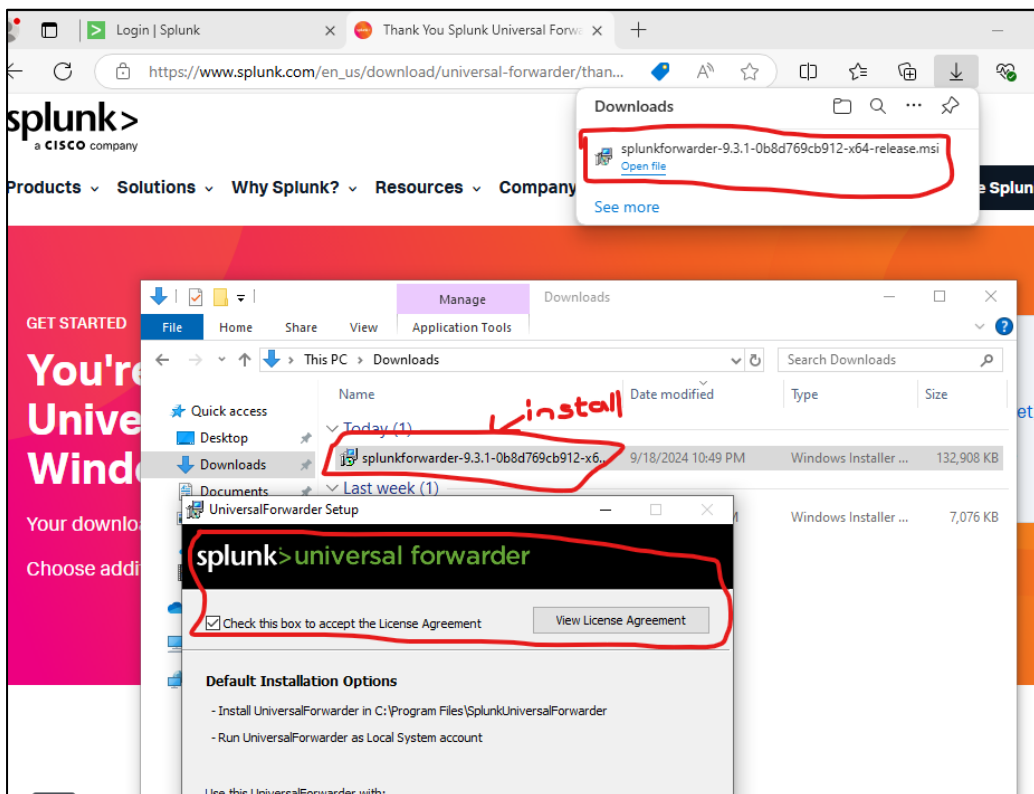 Login | Splunk
Thank You Splunk Universal Forwa
https://www.splunk.com/en_us/download/universal-forwarder/than...
splunk>
a CISCO company
Products Solutions Why Splunk? Resources Company
e Splun
Downloads
splunkforwarder-9.3.1-0b8d769cb912-x64-release.msi
Open file
See more
GET STARTED
You're
Unive
Windo
Your downlo
Choose addi
Manage Downloads
File Home Share View Application Tools
This PC > Downloads
Search Downloads
Name Date modified Type Size
install
Quick access
Desktop
Downloads
Documents
Today (1)
splunkforwarder-9.3.1-0b8d769cb912-x6... 9/18/2024 10:49 PM Windows Installer ... 132,908 KB
Last week (1)
Windows Installer ... 7,076 KB
et
UniversalForwarder Setup
splunk>universal forwarder
Check this box to accept the License Agreement
View License Agreement
Default Installation Options
- Install UniversalForwarder in C:\Program Files\SplunkUniversalForwarder
- Run UniversalForwarder as Local System account
Use this UniversalForwarder with: